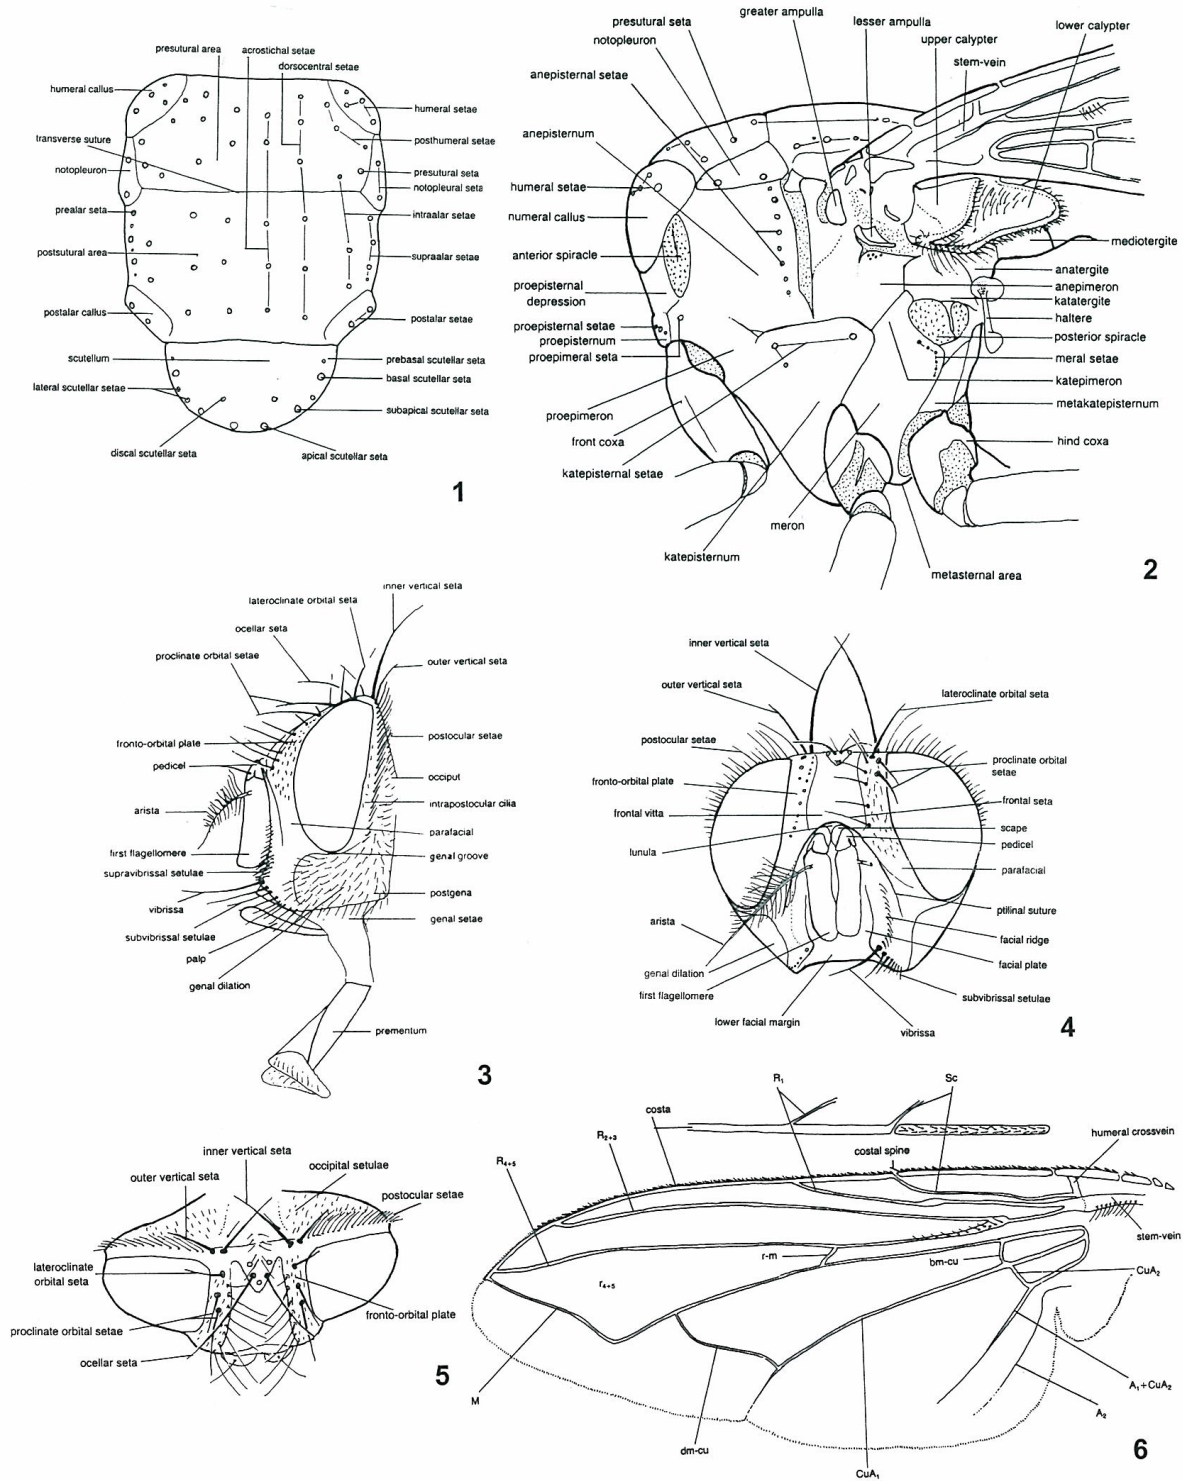 presutural area
acrostichal setae
dorsocentral setae
humeral callus
humeral setae
transverse suture
posthumeral setae
notopleuron
presutural seta
notopleural seta
prealar seta
intraalar setae
postsutural area
supraalar setae
postalar callus
postalar setae
scutellum
prebasal scutellar seta
basal scutellar seta
lateral scutellar setae
subapical scutellar seta
discal scutellar seta
apical scutellar seta
1
presutural seta
greater ampulla
lesser ampulla
lower calypter
notopleuron
upper calypter
stem-vein
anepisternal setae
anepisternum
humeral setae
numeral callus
mediotergite
anterior spiracle
anatergite
anepimeron
proepisternal
depression
katatergite
haltere
proepisternal setae
proepisternum
posterior spiracle
proepimeral seta
meral setae
katepimeron
metakatepisternum
proepimeron
front coxa
hind coxa
katepisternal setae
meron
katepisternum
metasternal area
2
inner vertical seta
lateroclinate orbital seta
ocellar seta
proclinate orbital setae
outer vertical seta
fronto-orbital plate
postocular setae
pedicel
occiput
arista
intrapostocular cilia
parafacial
first flagellomere
genal groove
supravibrissal setulae
postgena
vibrissa
genal setae
subvibrissal setulae
palp
genal dilation
prementum
3
inner vertical seta
outer vertical seta
lateroclinate orbital seta
postocular setae
proclinate orbital
setae
fronto-orbital plate
frontal vitta
frontal seta
scape
lunula
pedicel
parafacial
arista
ptilinal suture
facial ridge
genal dilation
facial plate
first flagellomere
subvibrissal setulae
lower facial margin
vibrissa
4
inner vertical seta
outer vertical seta
occipital setulae
postocular setae
lateroclinate
orbital seta
proclinate orbital setae
fronto-orbital plate
ocellar seta
5
R1
Sc
costa
R2+3
humeral crossvein
costal spine
R4+5
stem-vein
r-m
bm-cu
r4+5
CuA2
M
A1+CuA2
A2
dm-cu
CuA1
6